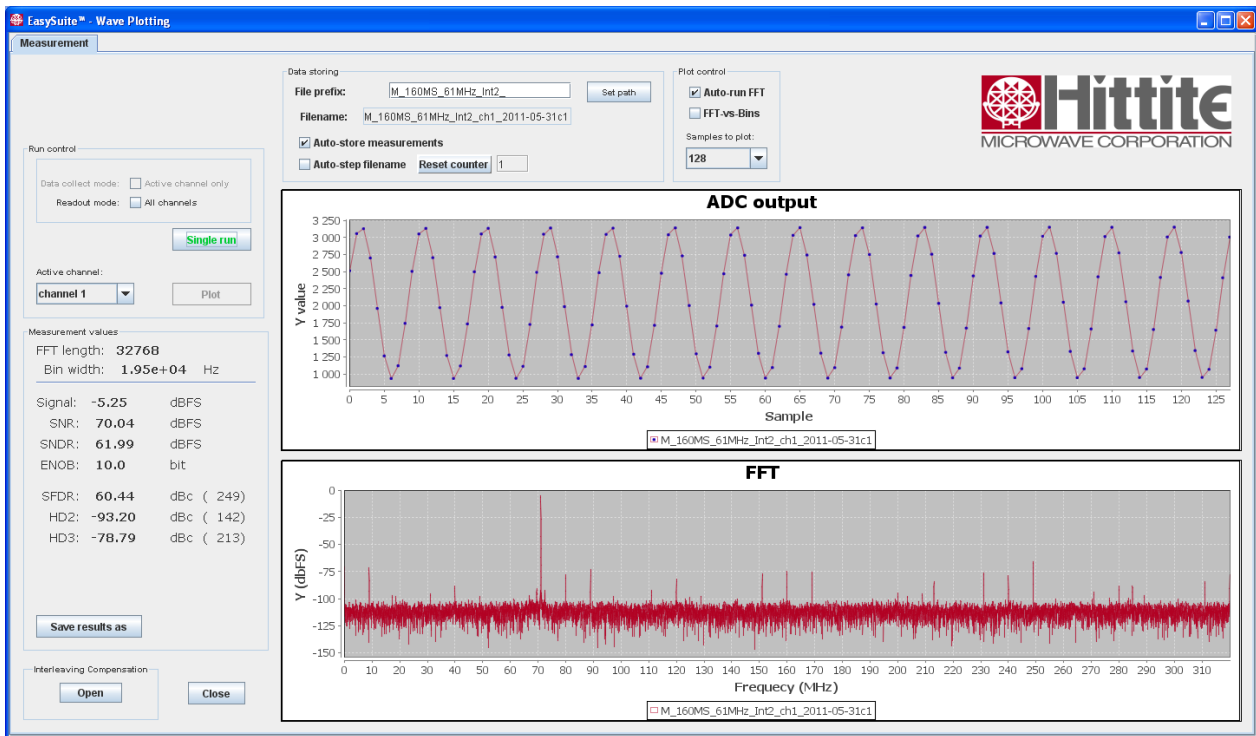 EasySuite™ - Wave Plotting
Measurement
Data storing
File prefix: M_160MS_61MHz_Int2_ Set path
Filename: M_160MS_61MHz_Int2_ch1_2011-05-31c1
Auto-store measurements
Auto-step filename Reset counter 1
Plot control
Auto-run FFT
FFT-vs-Bins
Samples to plot:
128
Hittite
MICROWAVE CORPORATION
Run control
Data collect mode: Active channel only
Readout mode: All channels
Single run
Active channel:
channel 1 Plot
Measurement values
FFT length: 32768
Bin width: 1.95e+04 Hz
Signal: -5.25 dBFS
SNR: 70.04 dBFS
SNDR: 61.99 dBFS
ENOB: 10.0 bit
SFDR: 60.44 dBc ( 249)
HD2: -93.20 dBc ( 142)
HD3: -78.79 dBc ( 213)
Save results as
Interleaving Compensation
Open
Close
ADC output
Y value
3 250
3 000
2 750
2 500
2 250
2 000
1 750
1 500
1 250
1 000
0 5 10 15 20 25 30 35 40 45 50 55 60 65 70 75 80 85 90 95 100 105 110 115 120 125
Sample
M_160MS_61MHz_Int2_ch1_2011-05-31c1
FFT
Y (dbFS)
0
-25
-50
-75
-100
-125
-150
0 10 20 30 40 50 60 70 80 90 100 110 120 130 140 150 160 170 180 190 200 210 220 230 240 250 260 270 280 290 300 310
Frequecy (MHz)
M_160MS_61MHz_Int2_ch1_2011-05-31c1